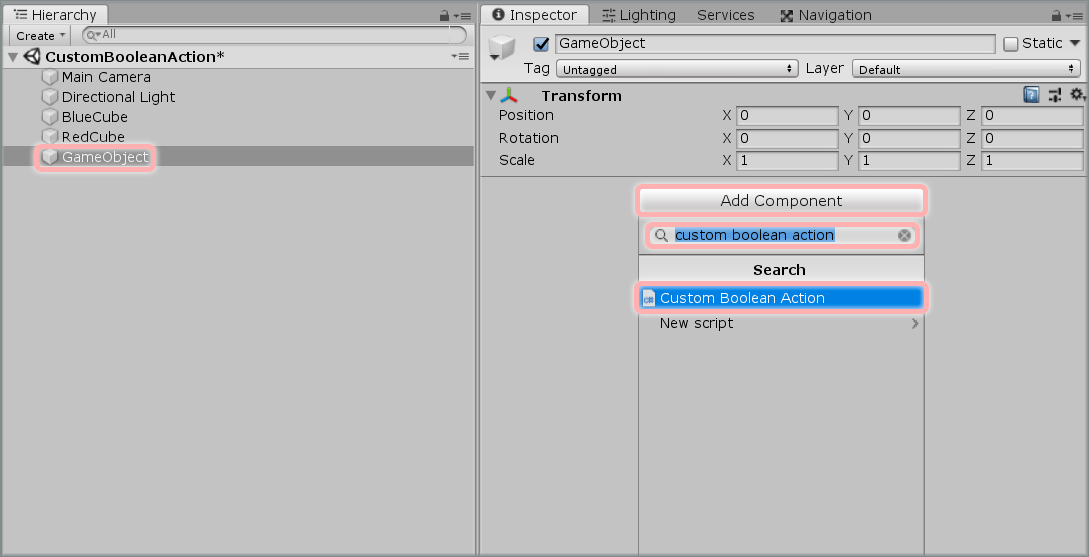 Hierarchy
Create
All
CustomBooleanAction*
Main Camera
Directional Light
BlueCube
RedCube
GameObject
Inspector Lighting Services Navigation
GameObject Static
Tag Untagged Layer Default
Transform
Position X 0 Y 0 Z 0
Rotation X 0 Y 0 Z 0
Scale X 1 Y 1 Z 1
Add Component
custom boolean action
Search
C# Custom Boolean Action
New script